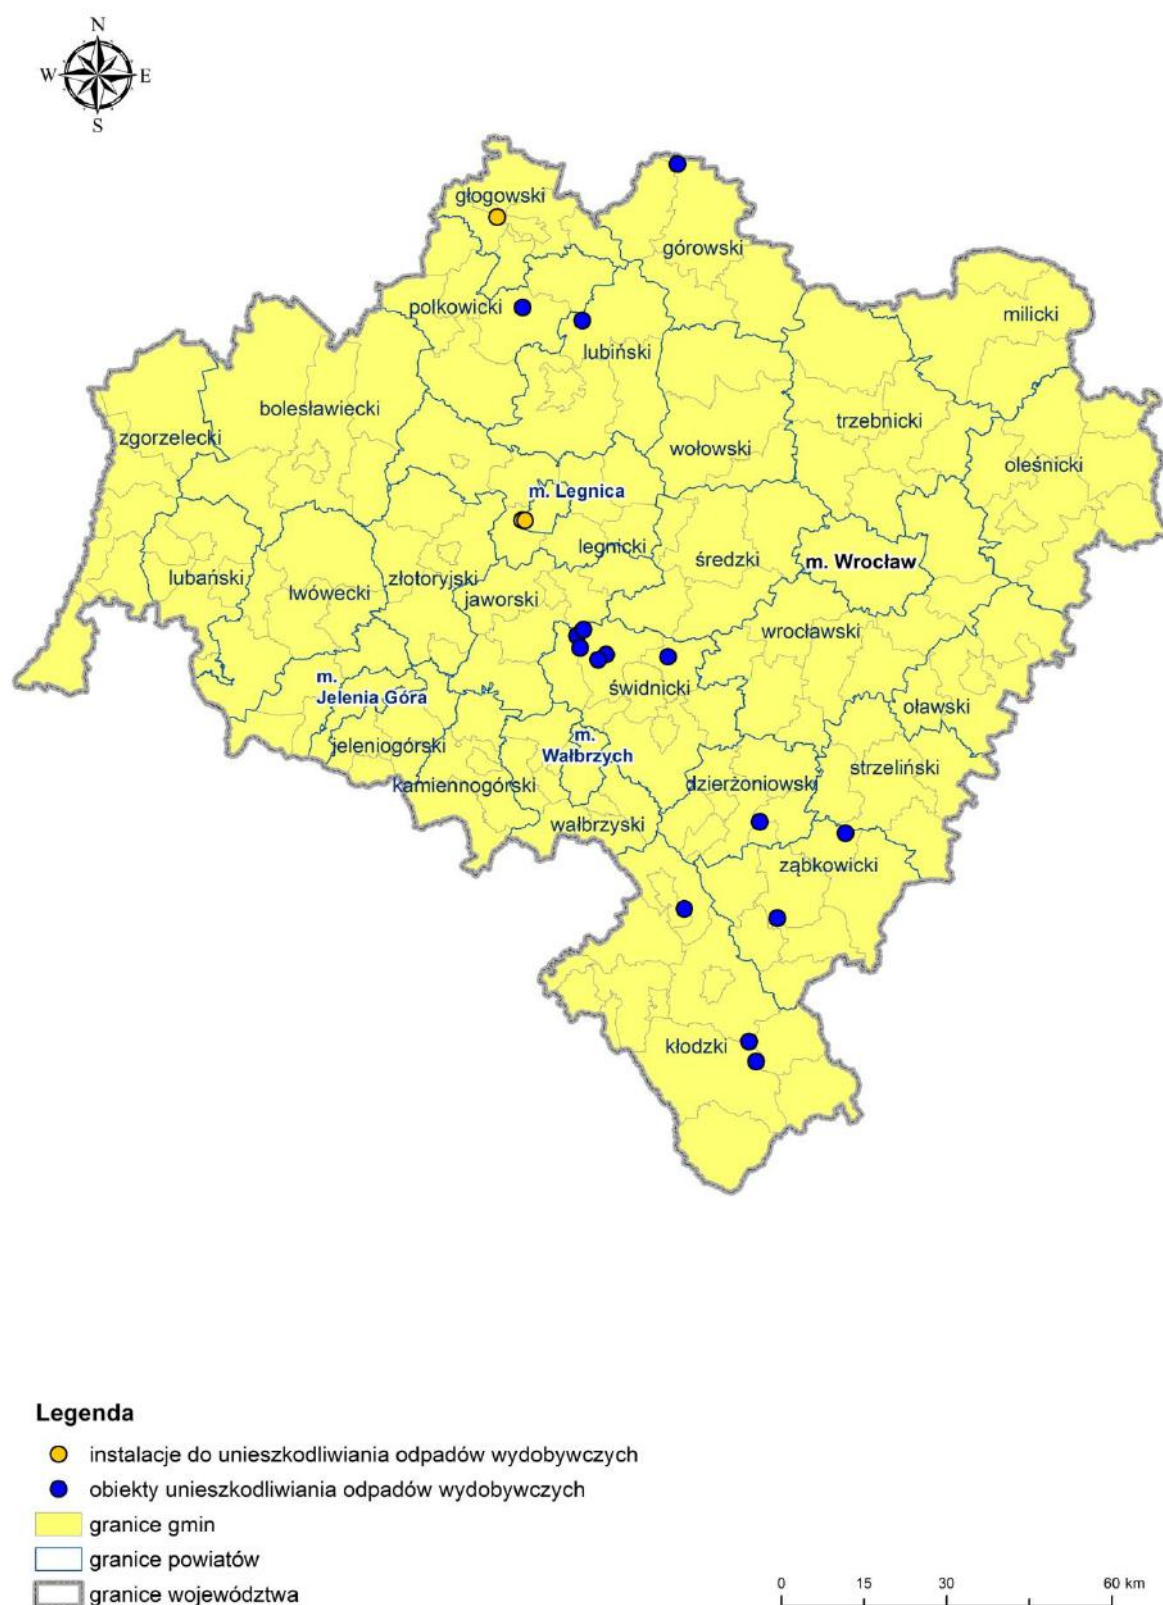 N
W E
S
głogowski
górowski
polkowicki
milicki
lubiński
bolesławiecki
trzebnicki
zgorzelecki
wołowski
oleśnicki
m. Legnica
legnicki
średzki
m. Wrocław
lubański
złotoryjski
lwówecki
jaworski
wrocławski
m.
Jelenia Góra
świdnicki
oławski
m.
Wałbrzych
jeleniogórski
strzeliński
kamiennogórski
dzierżoniowski
wałbrzyski
ząbkowicki
kłodzki
Legenda
instalacje do unieszkodliwiania odpadów wydobywczych
obiekty unieszkodliwiania odpadów wydobywczych
granice gmin
granice powiatów
granice województwa
0 15 30 60 km